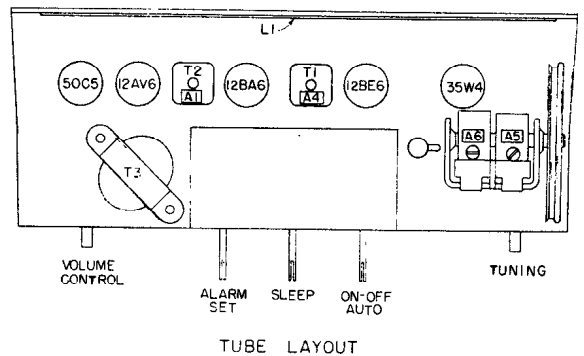 L1
50C5 12AV6 T2 A1 12BA6 T1 A4 12BE6 35W4
A6 A5
T3
VOLUME CONTROL
ALARM SET
SLEEP
ON-OFF AUTO
TUNING
TUBE LAYOUT